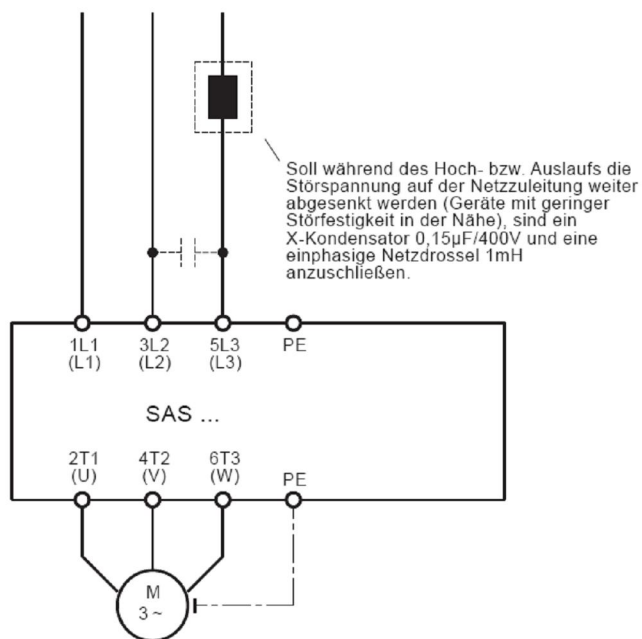 Soll während des Hoch- bzw. Auslaufs die
Störspannung auf der Netzzuleitung weiter
abgesenkt werden (Geräte mit geringer
Störfestigkeit in der Nähe), sind ein
X-Kondensator 0,15µF/400V und eine
einphasige Netzdrossel 1mH
anzuschließen.
1L1 3L2 5L3 PE
(L1) (L2) (L3)
SAS ...
2T1 4T2 6T3 PE
(U) (V) (W)
M
3 ~